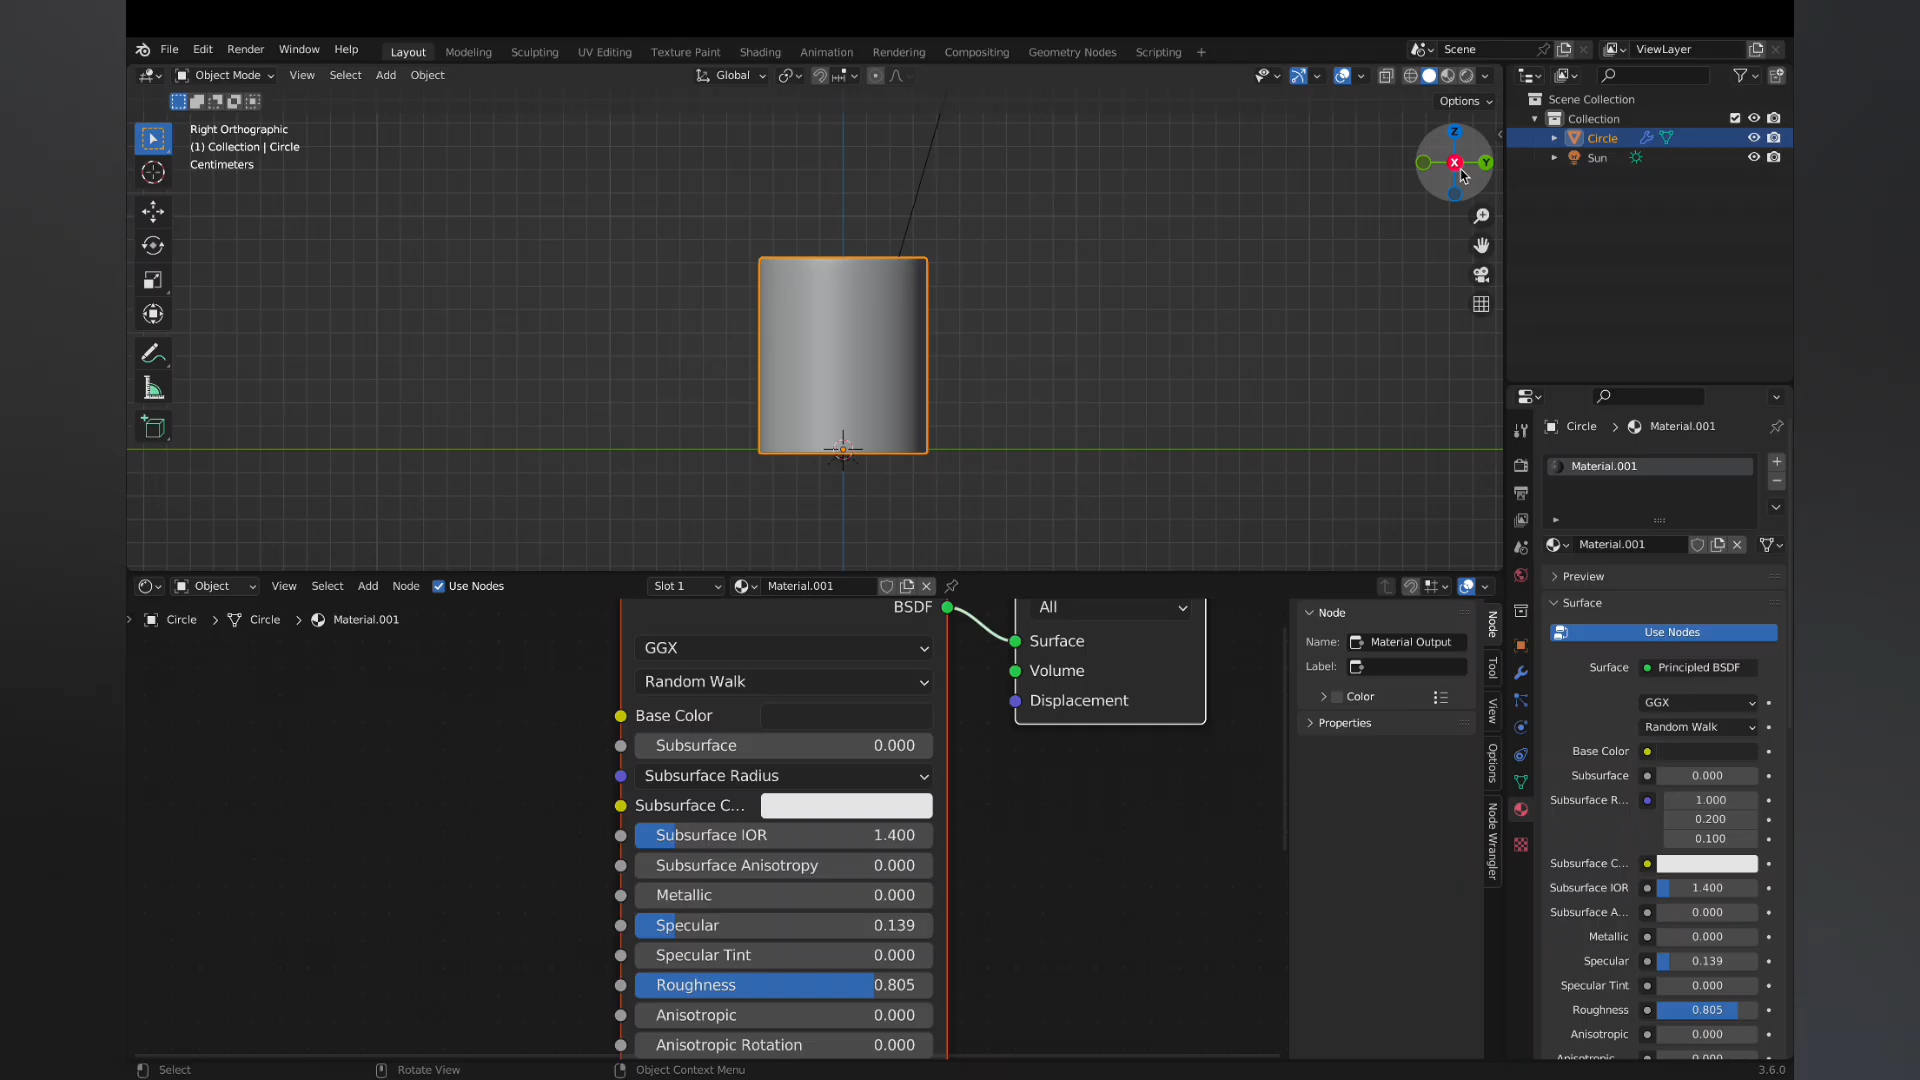 File Edit Render Window Help Layout Modeling Sculpting UV Editing Texture Paint Shading Animation Rendering Compositing Geometry Nodes Scripting + Scene ViewLayer
Object Mode View Select Add Object Global
Options
Right Orthographic
(1) Collection | Circle
Centimeters
Z
X
Y
Scene Collection
Collection
Circle
Sun
Circle > Material.001
Material.001
Material.001
Preview
Surface
Use Nodes
Surface Principled BSDF
GGX
Random Walk
Base Color
Subsurface 0.000
Subsurface R... 1.000
0.200
0.100
Subsurface C...
Subsurface IOR 1.400
Subsurface A... 0.000
Metallic 0.000
Specular 0.139
Specular Tint 0.000
Roughness 0.805
Anisotropic 0.000
Object View Select Add Node Use Nodes Slot 1 Material.001
Circle > Circle > Material.001
BSDF
GGX
Random Walk
Base Color
Subsurface 0.000
Subsurface Radius
Subsurface C...
Subsurface IOR 1.400
Subsurface Anisotropy 0.000
Metallic 0.000
Specular 0.139
Specular Tint 0.000
Roughness 0.805
Anisotropic 0.000
Anisotropic Rotation 0.000
All
Surface
Volume
Displacement
Node
Name: Material Output
Label:
Color
Properties
Node
Tool
View
Options
Node Wrangler
Select Rotate View Object Context Menu 3.6.0